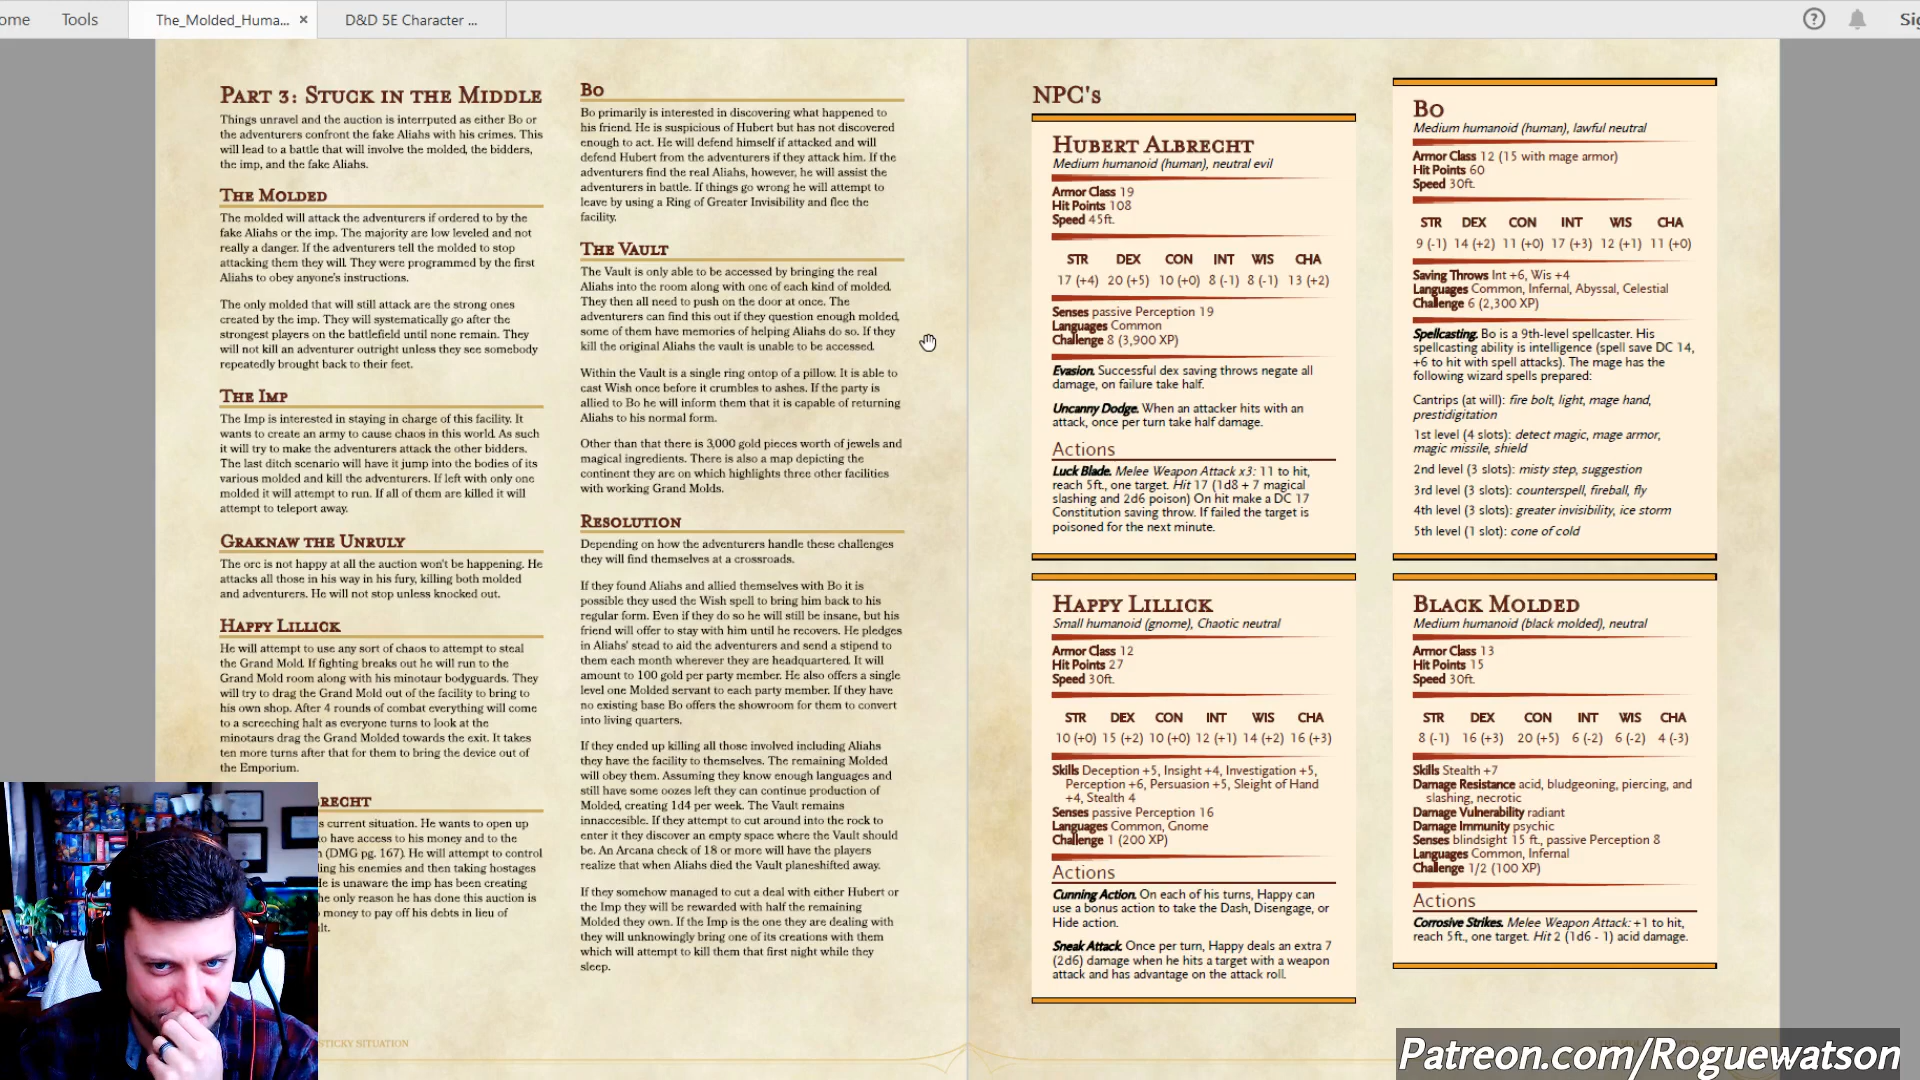 ome
Tools
The_Molded_Huma...
×
D&D 5E Character ...
?
Sig
Part 3: Stuck in the Middle
Things unravel and the auction is interrputed as either Bo or
the adventurers confront the fake Aliahs with his crimes. This
will lead to a battle that will involve the molded, the bidders,
the imp, and the fake Aliahs.
The Molded
The molded will attack the adventurers if ordered to by the
fake Aliahs or the imp. The majority are low leveled and not
really a danger. If the adventurers tell the molded to stop
attacking them they will. They were programmed by the first
Aliahs to obey anyone's instructions.
The only molded that will still attack are the strong ones
created by the imp. They will systematically go after the
strongest players on the battlefield until none remain. They
will not kill an adventurer outright unless they see somebody
repeatedly brought back to their feet.
The Imp
The Imp is interested in staying in charge of this facility. It
wants to create an army to cause chaos in this world. As such
it will try to make the adventurers attack the other bidders.
The last ditch scenario will have it jump into the bodies of its
various molded and kill the adventurers. If left with only one
molded it will attempt to run. If all of them are killed it will
attempt to teleport away.
Graknaw the Unruly
The orc is not happy at all the auction won't be happening. He
attacks all those in his way in his fury, killing both molded
and adventurers. He will not stop unless knocked out.
Happy Lillick
He will attempt to use any sort of chaos to attempt to steal
the Grand Mold. If fighting breaks out he will run to the
Grand Mold room along with his minotaur bodyguards. They
will try to drag the Grand Mold out of the facility to bring to
his own shop. After 4 rounds of combat everything will come
to a screeching halt as everyone turns to look at the
minotaurs drag the Grand Molded towards the exit. It takes
ten more turns after that for them to bring the device out of
the Emporium.
brecht
s current situation. He wants to open up
to have access to his money and to the
n (DMG pg. 167). He will attempt to control
ling his enemies and then taking hostages
He is unaware the imp has been creating
he only reason he has done this auction is
money to pay off his debts in lieu of
lt.
STICKY SITUATION
Bo
Bo primarily is interested in discovering what happened to
his friend. He is suspicious of Hubert but has not discovered
enough to act. He will defend himself if attacked and will
defend Hubert from the adventurers if they attack him. If the
adventurers find the real Aliahs, however, he will assist the
adventurers in battle. If things go wrong he will attempt to
leave by using a Ring of Greater Invisibility and flee the
facility.
The Vault
The Vault is only able to be accessed by bringing the real
Aliahs into the room along with one of each kind of molded.
They then all need to push on the door at once. The
adventurers can find this out if they question enough molded,
some of them have memories of helping Aliahs do so. If they
kill the original Aliahs the vault is unable to be accessed.
Within the Vault is a single ring ontop of a pillow. It is able to
cast Wish once before it crumbles to ashes. If the party is
allied to Bo he will inform them that it is capable of returning
Aliahs to his normal form.
Other than that there is 3,000 gold pieces worth of jewels and
magical ingredients. There is also a map depicting the
continent they are on which highlights three other facilities
with working Grand Molds.
Resolution
Depending on how the adventurers handle these challenges
they will find themselves at a crossroads.
If they found Aliahs and allied themselves with Bo it is
possible they used the Wish spell to bring him back to his
regular form. Even if they do so he will still be insane, but his
friend will offer to stay with him until he recovers. He pledges
in Aliahs' stead to aid the adventurers and send a stipend to
them each month wherever they are headquartered. It will
amount to 100 gold per party member. He also offers a single
level one Molded servant to each party member. If they have
no existing base Bo offers the showroom for them to convert
into living quarters.
If they ended up killing all those involved including Aliahs
they have the facility to themselves. The remaining Molded
will obey them. Assuming they know enough languages and
still have some oozes left they can continue production of
Molded, creating 1d4 per week. The Vault remains
innaccesible. If they attempt to cut around into the rock to
enter it they discover an empty space where the Vault should
be. An Arcana check of 18 or more will have the players
realize that when Aliahs died the Vault planeshifted away.
If they somehow managed to cut a deal with either Hubert or
the Imp they will be rewarded with half the remaining
Molded they own. If the Imp is the one they are dealing with
they will unknowingly bring one of its creations with them
which will attempt to kill them that first night while they
sleep.
NPC's
Hubert Albrecht
Medium humanoid (human), neutral evil
Armor Class 19
Hit Points 108
Speed 45ft.
STR DEX CON INT WIS CHA
17 (+4) 20 (+5) 10 (+0) 8 (-1) 8 (-1) 13 (+2)
Senses passive Perception 19
Languages Common
Challenge 8 (3,900 XP)
Evasion. Successful dex saving throws negate all
damage, on failure take half.
Uncanny Dodge. When an attacker hits with an
attack, once per turn take half damage.
Actions
Luck Blade. Melee Weapon Attack x3: 11 to hit,
reach 5ft., one target. Hit 17 (1d8 + 7 magical
slashing and 2d6 poison) On hit make a DC 17
Constitution saving throw. If failed the target is
poisoned for the next minute.
Happy Lillick
Small humanoid (gnome), Chaotic neutral
Armor Class 12
Hit Points 27
Speed 30ft.
STR DEX CON INT WIS CHA
10 (+0) 15 (+2) 10 (+0) 12 (+1) 14 (+2) 16 (+3)
Skills Deception +5, Insight +4, Investigation +5,
Perception +6, Persuasion +5, Sleight of Hand
+4, Stealth 4
Senses passive Perception 16
Languages Common, Gnome
Challenge 1 (200 XP)
Actions
Cunning Action. On each of his turns, Happy can
use a bonus action to take the Dash, Disengage, or
Hide action.
Sneak Attack. Once per turn, Happy deals an extra 7
(2d6) damage when he hits a target with a weapon
attack and has advantage on the attack roll.
Bo
Medium humanoid (human), lawful neutral
Armor Class 12 (15 with mage armor)
Hit Points 60
Speed 30ft.
STR DEX CON INT WIS CHA
9 (-1) 14 (+2) 11 (+0) 17 (+3) 12 (+1) 11 (+0)
Saving Throws Int +6, Wis +4
Languages Common, Infernal, Abyssal, Celestial
Challenge 6 (2,300 XP)
Spellcasting. Bo is a 9th-level spellcaster. His
spellcasting ability is intelligence (spell save DC 14,
+6 to hit with spell attacks). The mage has the
following wizard spells prepared:
Cantrips (at will): fire bolt, light, mage hand,
prestidigitation
1st level (4 slots): detect magic, mage armor,
magic missile, shield
2nd level (3 slots): misty step, suggestion
3rd level (3 slots): counterspell, fireball, fly
4th level (3 slots): greater invisibility, ice storm
5th level (1 slot): cone of cold
Black Molded
Medium humanoid (black molded), neutral
Armor Class 13
Hit Points 15
Speed 30ft.
STR DEX CON INT WIS CHA
8 (-1) 16 (+3) 20 (+5) 6 (-2) 6 (-2) 4 (-3)
Skills Stealth +7
Damage Resistance acid, bludgeoning, piercing, and
slashing, necrotic
Damage Vulnerability radiant
Damage Immunity psychic
Senses blindsight 15 ft., passive Perception 8
Languages Common, Infernal
Challenge 1/2 (100 XP)
Actions
Corrosive Strikes. Melee Weapon Attack: +1 to hit,
reach 5ft., one target. Hit 2 (1d6 - 1) acid damage.
Patreon.com/Roguewatson